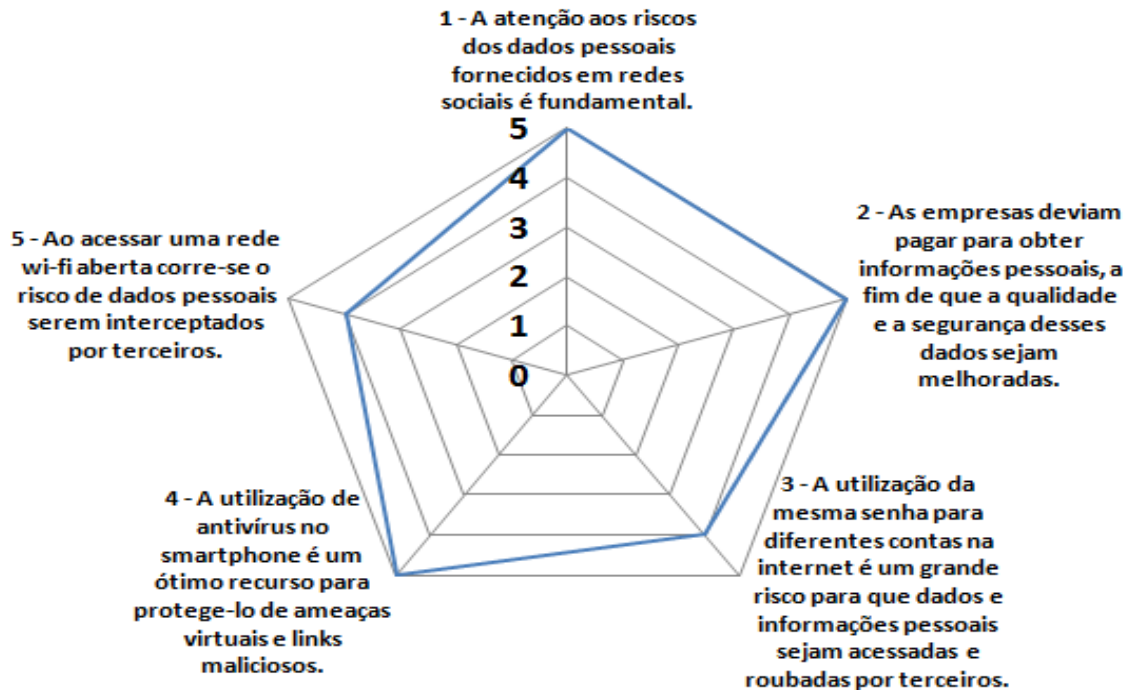 1 - A atenção aos riscos
dos dados pessoais
fornecidos em redes
sociais é fundamental.
5
4
3
2
1
0
2 - As empresas deviam
pagar para obter
informações pessoais, a
fim de que a qualidade
e a segurança desses
dados sejam
melhoradas.
3 - A utilização da
mesma senha para
diferentes contas na
internet é um grande
risco para que dados e
informações pessoais
sejam acessadas e
roubadas por terceiros.
4 - A utilização de
antivírus no
smartphone é um
ótimo recurso para
protege-lo de ameaças
virtuais e links
maliciosos.
5 - Ao acessar uma rede
wi-fi aberta corre-se o
risco de dados pessoais
serem interceptados
por terceiros.